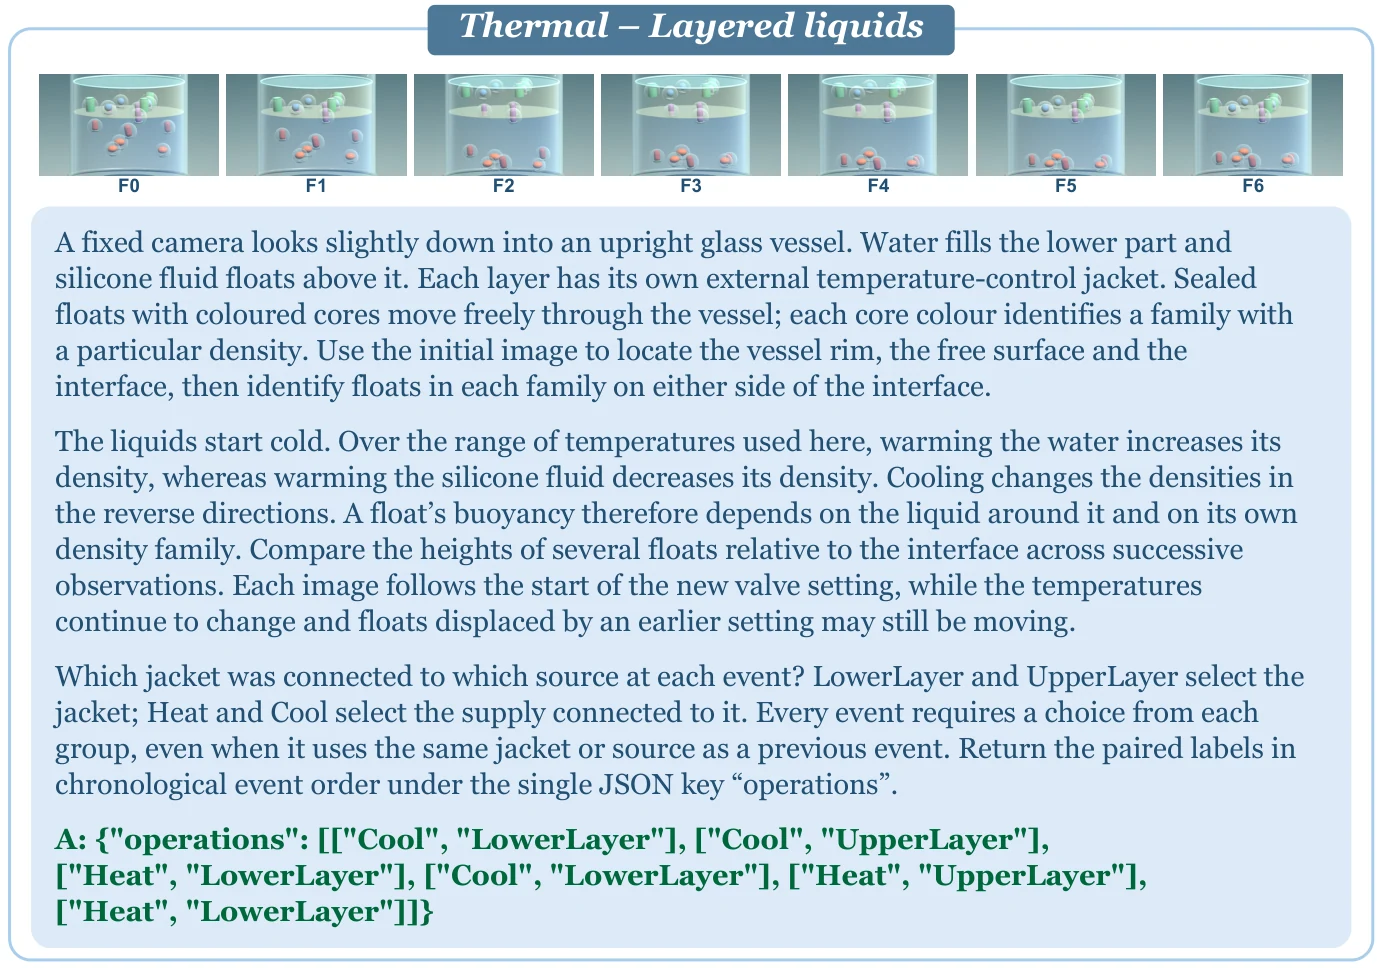 Thermal – Layered liquids
F0 F1 F2 F3 F4 F5 F6
A fixed camera looks slightly down into an upright glass vessel. Water fills the lower part and
silicone fluid floats above it. Each layer has its own external temperature-control jacket. Sealed
floats with coloured cores move freely through the vessel; each core colour identifies a family with
a particular density. Use the initial image to locate the vessel rim, the free surface and the
interface, then identify floats in each family on either side of the interface.
The liquids start cold. Over the range of temperatures used here, warming the water increases its
density, whereas warming the silicone fluid decreases its density. Cooling changes the densities in
the reverse directions. A float’s buoyancy therefore depends on the liquid around it and on its own
density family. Compare the heights of several floats relative to the interface across successive
observations. Each image follows the start of the new valve setting, while the temperatures
continue to change and floats displaced by an earlier setting may still be moving.
Which jacket was connected to which source at each event? LowerLayer and UpperLayer select the
jacket; Heat and Cool select the supply connected to it. Every event requires a choice from each
group, even when it uses the same jacket or source as a previous event. Return the paired labels in
chronological event order under the single JSON key “operations”.
A: {"operations": [["Cool", "LowerLayer"], ["Cool", "UpperLayer"],
["Heat", "LowerLayer"], ["Cool", "LowerLayer"], ["Heat", "UpperLayer"],
["Heat", "LowerLayer"]]}